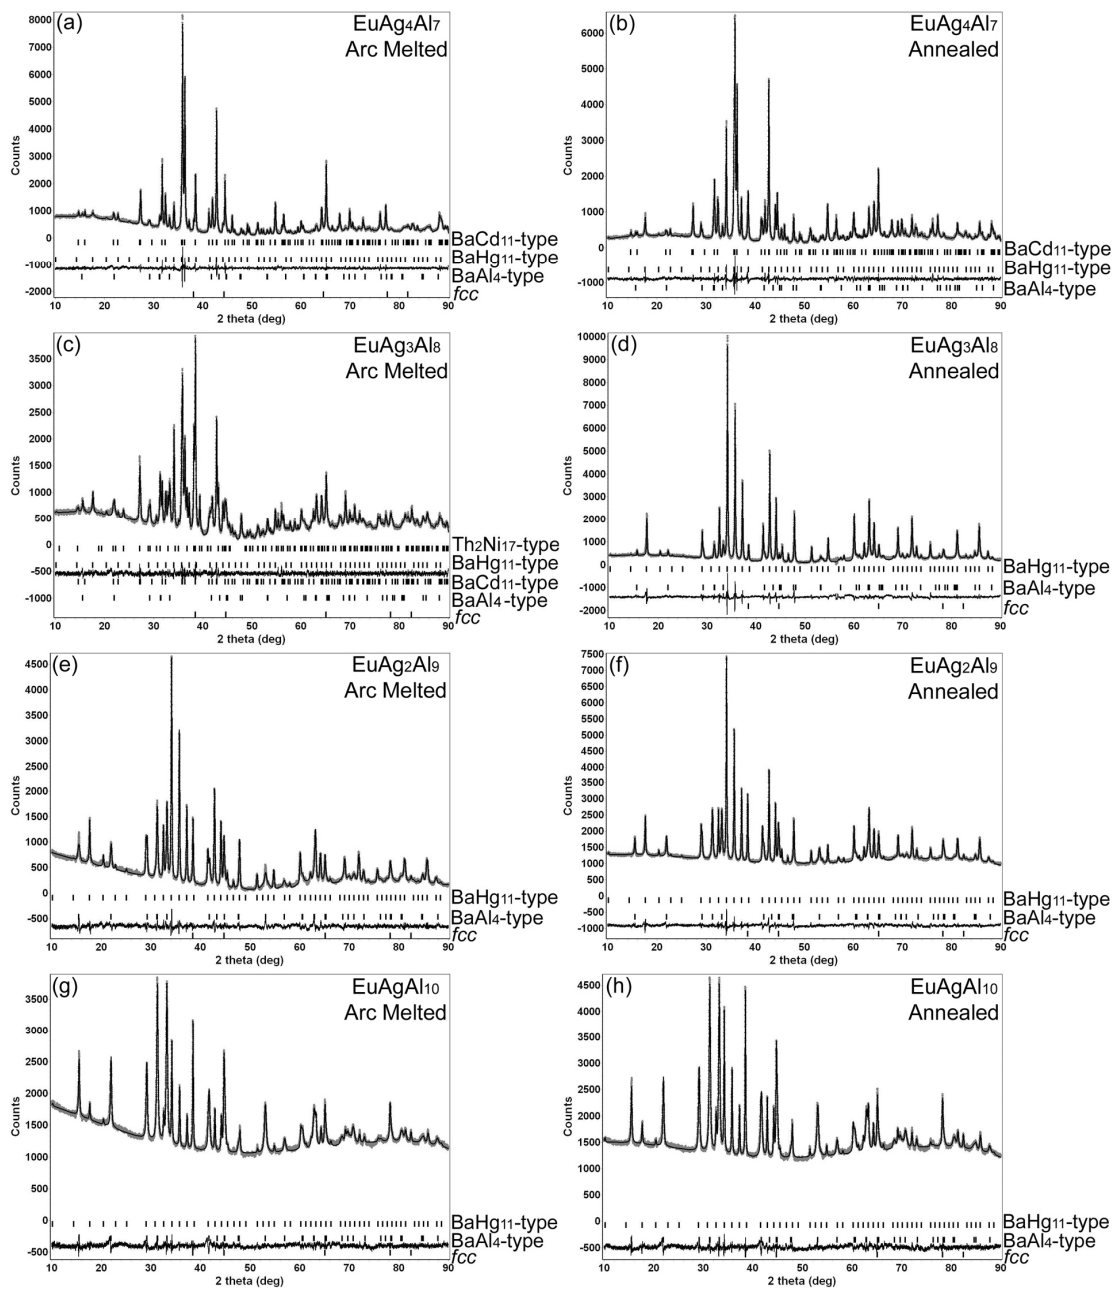 (a)
EuAg4Al7
Arc Melted
8000
7000
6000
5000
4000
3000
2000
1000
0
-1000
-2000
Counts
BaCd11-type
BaHg11-type
BaAl4-type
fcc
10 20 30 40 50 60 70 80 90
2 theta (deg)
(b)
EuAg4Al7
Annealed
6000
5000
4000
3000
2000
1000
0
-1000
Counts
BaCd11-type
BaHg11-type
BaAl4-type
10 20 30 40 50 60 70 80 90
2 theta (deg)
(c)
EuAg3Al8
Arc Melted
3500
3000
2500
2000
1500
1000
500
0
-500
-1000
Counts
Th2Ni17-type
BaHg11-type
BaCd11-type
BaAl4-type
fcc
10 20 30 40 50 60 70 80 90
2 theta (deg)
(d)
EuAg3Al8
Annealed
10000
9000
8000
7000
6000
5000
4000
3000
2000
1000
0
-1000
-2000
Counts
BaHg11-type
BaAl4-type
fcc
10 20 30 40 50 60 70 80 90
2 theta (deg)
(e)
EuAg2Al9
Arc Melted
4500
4000
3500
3000
2500
2000
1500
1000
500
0
-500
Counts
BaHg11-type
BaAl4-type
fcc
10 20 30 40 50 60 70 80 90
2 theta (deg)
(f)
EuAg2Al9
Annealed
7500
7000
6500
6000
5500
5000
4500
4000
3500
3000
2500
2000
1500
1000
500
0
-500
-1000
Counts
BaHg11-type
BaAl4-type
fcc
10 20 30 40 50 60 70 80 90
2 theta (deg)
(g)
EuAgAl10
Arc Melted
3500
3000
2500
2000
1500
1000
500
0
-500
Counts
BaHg11-type
BaAl4-type
fcc
10 20 30 40 50 60 70 80 90
2 theta (deg)
(h)
EuAgAl10
Annealed
4500
4000
3500
3000
2500
2000
1500
1000
500
0
-500
Counts
BaHg11-type
BaAl4-type
fcc
10 20 30 40 50 60 70 80 90
2 theta (deg)